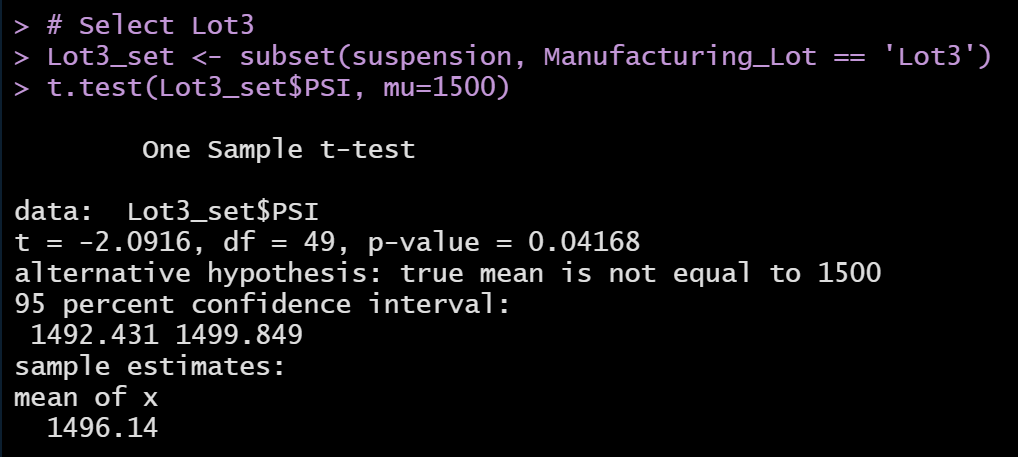 > # Select Lot3
> Lot3_set <- subset(suspension, Manufacturing_Lot == 'Lot3')
> t.test(Lot3_set$PSI, mu=1500)
One Sample t-test
data:  Lot3_set$PSI
t = -2.0916, df = 49, p-value = 0.04168
alternative hypothesis: true mean is not equal to 1500
95 percent confidence interval:
1492.431 1499.849
sample estimates:
mean of x
1496.14